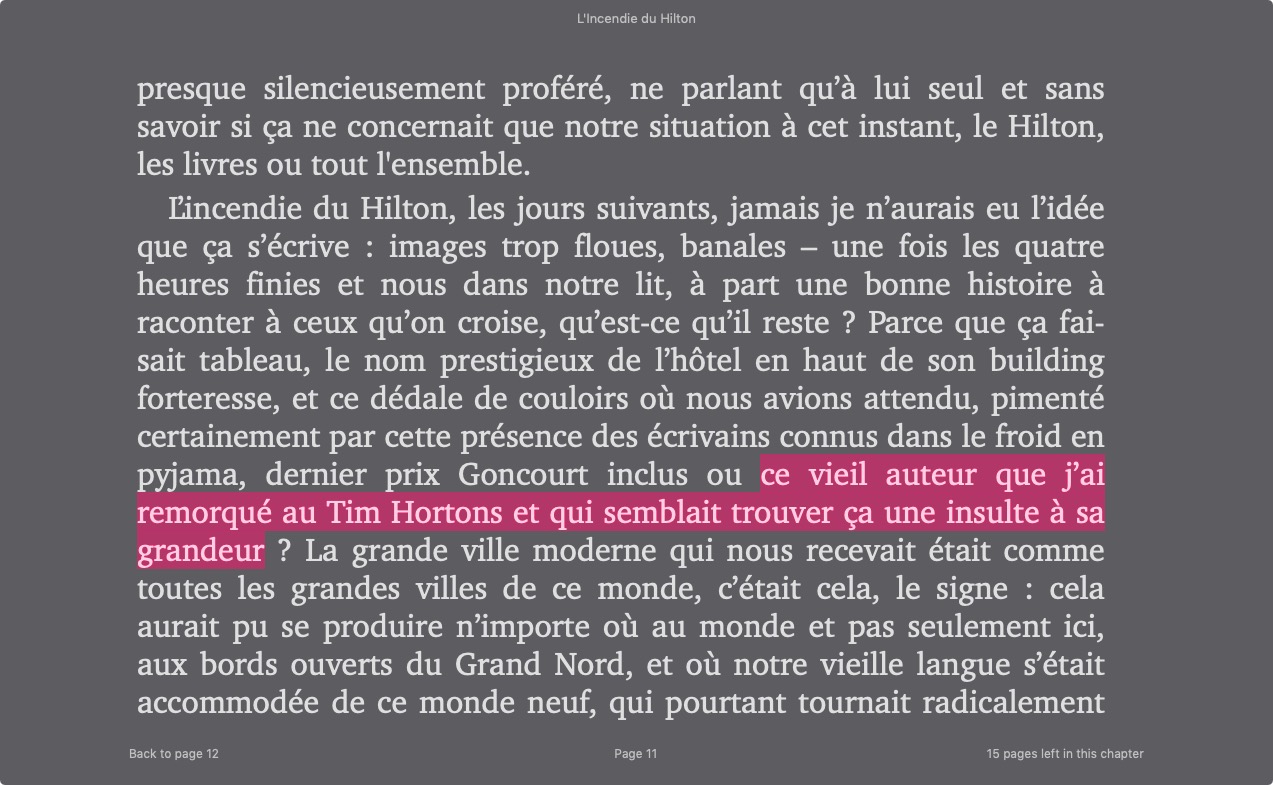 L'Incendie du Hilton
presque silencieusement proféré, ne parlant qu’à lui seul et sans
savoir si ça ne concernait que notre situation à cet instant, le Hilton,
les livres ou tout l'ensemble.
L’incendie du Hilton, les jours suivants, jamais je n’aurais eu l’idée
que ça s’écrive : images trop floues, banales – une fois les quatre
heures finies et nous dans notre lit, à part une bonne histoire à
raconter à ceux qu’on croise, qu’est-ce qu’il reste ? Parce que ça fai-
sait tableau, le nom prestigieux de l’hôtel en haut de son building
forteresse, et ce dédale de couloirs où nous avions attendu, pimenté
certainement par cette présence des écrivains connus dans le froid en
pyjama, dernier prix Goncourt inclus ou ce vieil auteur que j’ai
remorqué au Tim Hortons et qui semblait trouver ça une insulte à sa
grandeur ? La grande ville moderne qui nous recevait était comme
toutes les grandes villes de ce monde, c’était cela, le signe : cela
aurait pu se produire n’importe où au monde et pas seulement ici,
aux bords ouverts du Grand Nord, et où notre vieille langue s’était
accommodée de ce monde neuf, qui pourtant tournait radicalement
Back to page 12
Page 11
15 pages left in this chapter